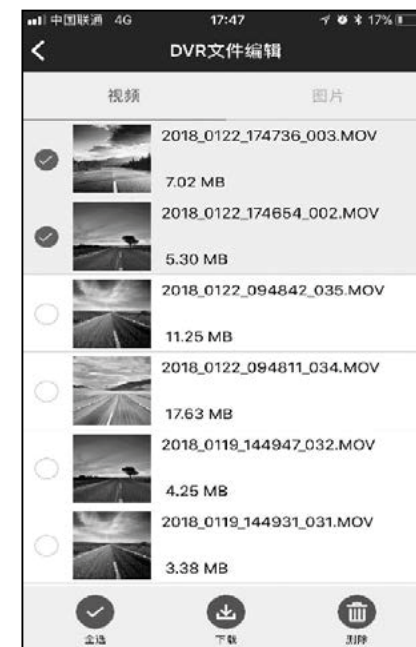 中国联通 4G 17:47 17%
DVR文件编辑
视频 图片
2018_0122_174736_003.MOV
7.02 MB
2018_0122_174654_002.MOV
5.30 MB
2018_0122_094842_035.MOV
11.25 MB
2018_0122_094811_034.MOV
17.63 MB
2018_0119_144947_032.MOV
4.25 MB
2018_0119_144931_031.MOV
3.38 MB
全选 下载 删除